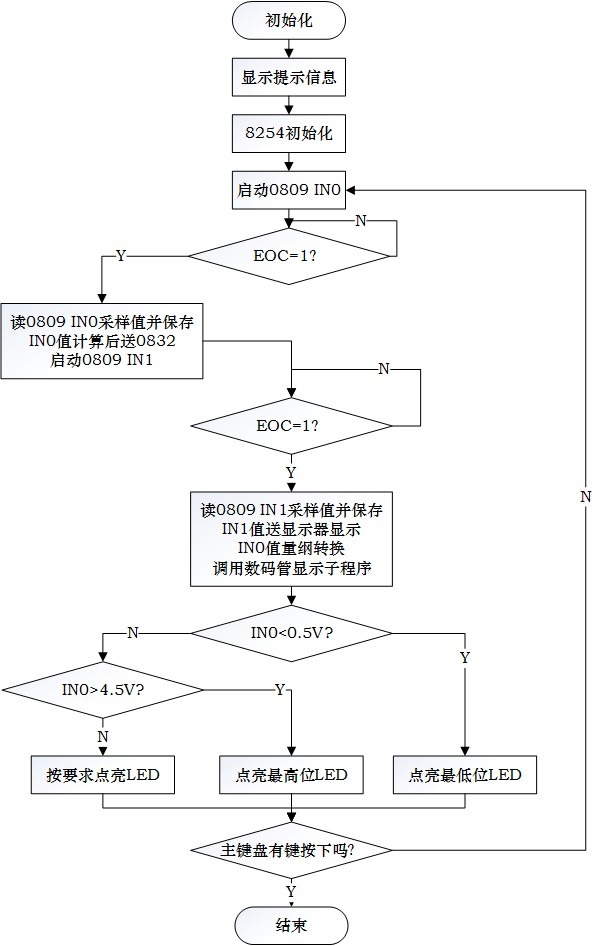 初始化
显示提示信息
8254初始化
启动0809 IN0
N
EOC=1?
Y
读0809 IN0采样值并保存
IN0值计算后送0832
启动0809 IN1
N
EOC=1?
Y
读0809 IN1采样值并保存
IN1值送显示器显示
IN0值量纲转换
调用数码管显示子程序
N
IN0<0.5V?
N
Y
IN0>4.5V?
Y
N
按要求点亮LED
点亮最高位LED
点亮最低位LED
主键盘有键按下吗?
Y
结束